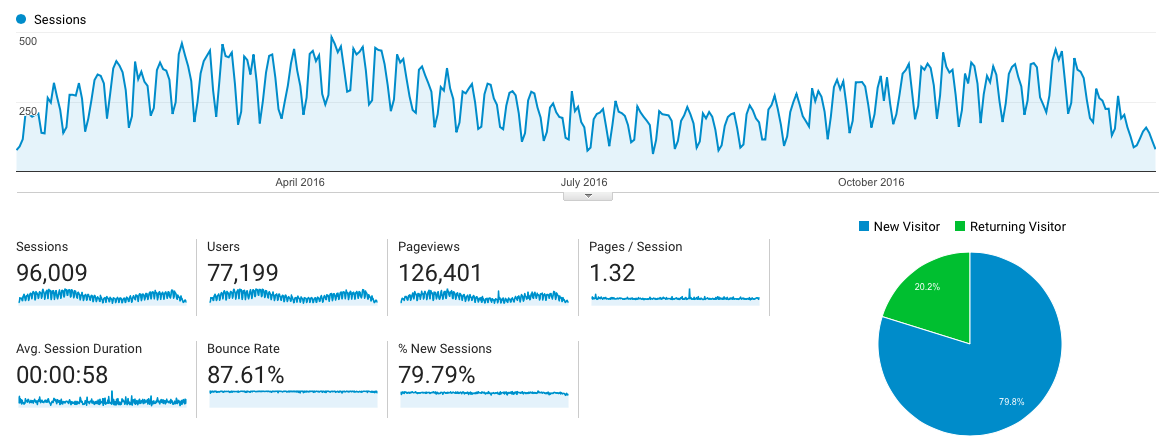 Sessions
500
250
April 2016 July 2016 October 2016
New Visitor Returning Visitor
Sessions Users Pageviews Pages / Session
96,009 77,199 126,401 1.32
20.2%
Avg. Session Duration Bounce Rate % New Sessions
00:00:58 87.61% 79.79%
79.8%